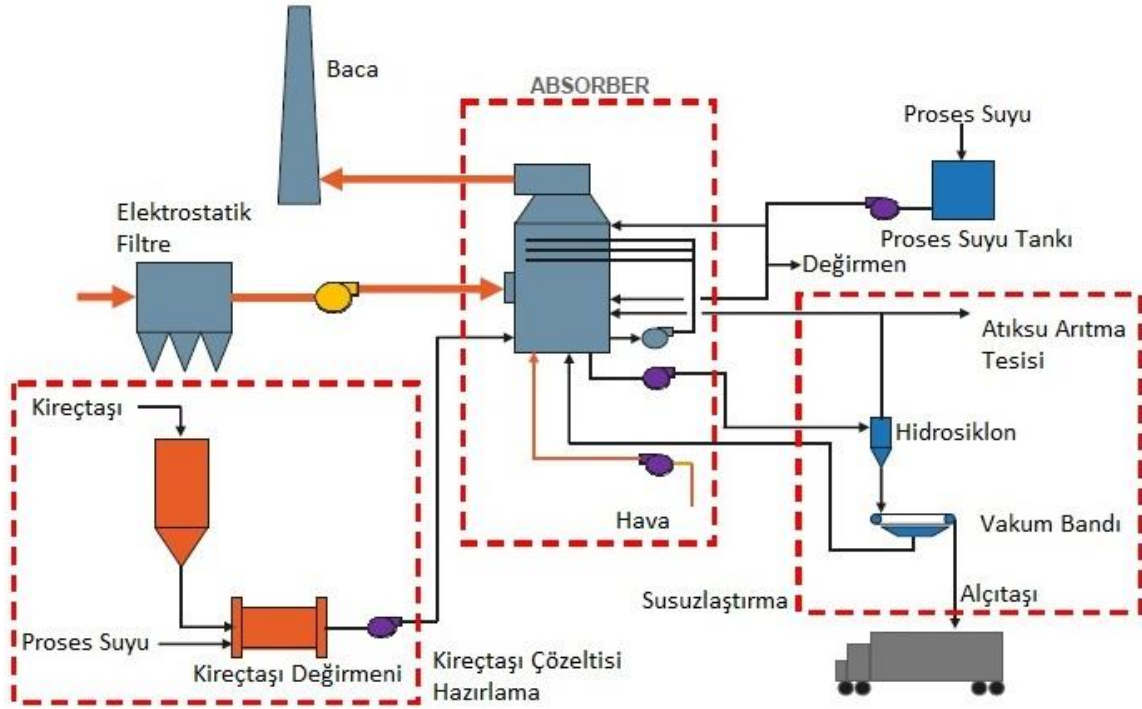 Baca
ABSORBER
Proses Suyu
Elektrostatik
Filtre
Proses Suyu Tankı
Değirmen
Atıksu Arıtma
Tesisi
Kireçtaşı
Hidrosiklon
Hava
Vakum Bandı
Susuzlaştırma
Alçıtaşı
Proses Suyu
Kireçtaşı Değirmeni
Kireçtaşı Çözeltisi
Hazırlama